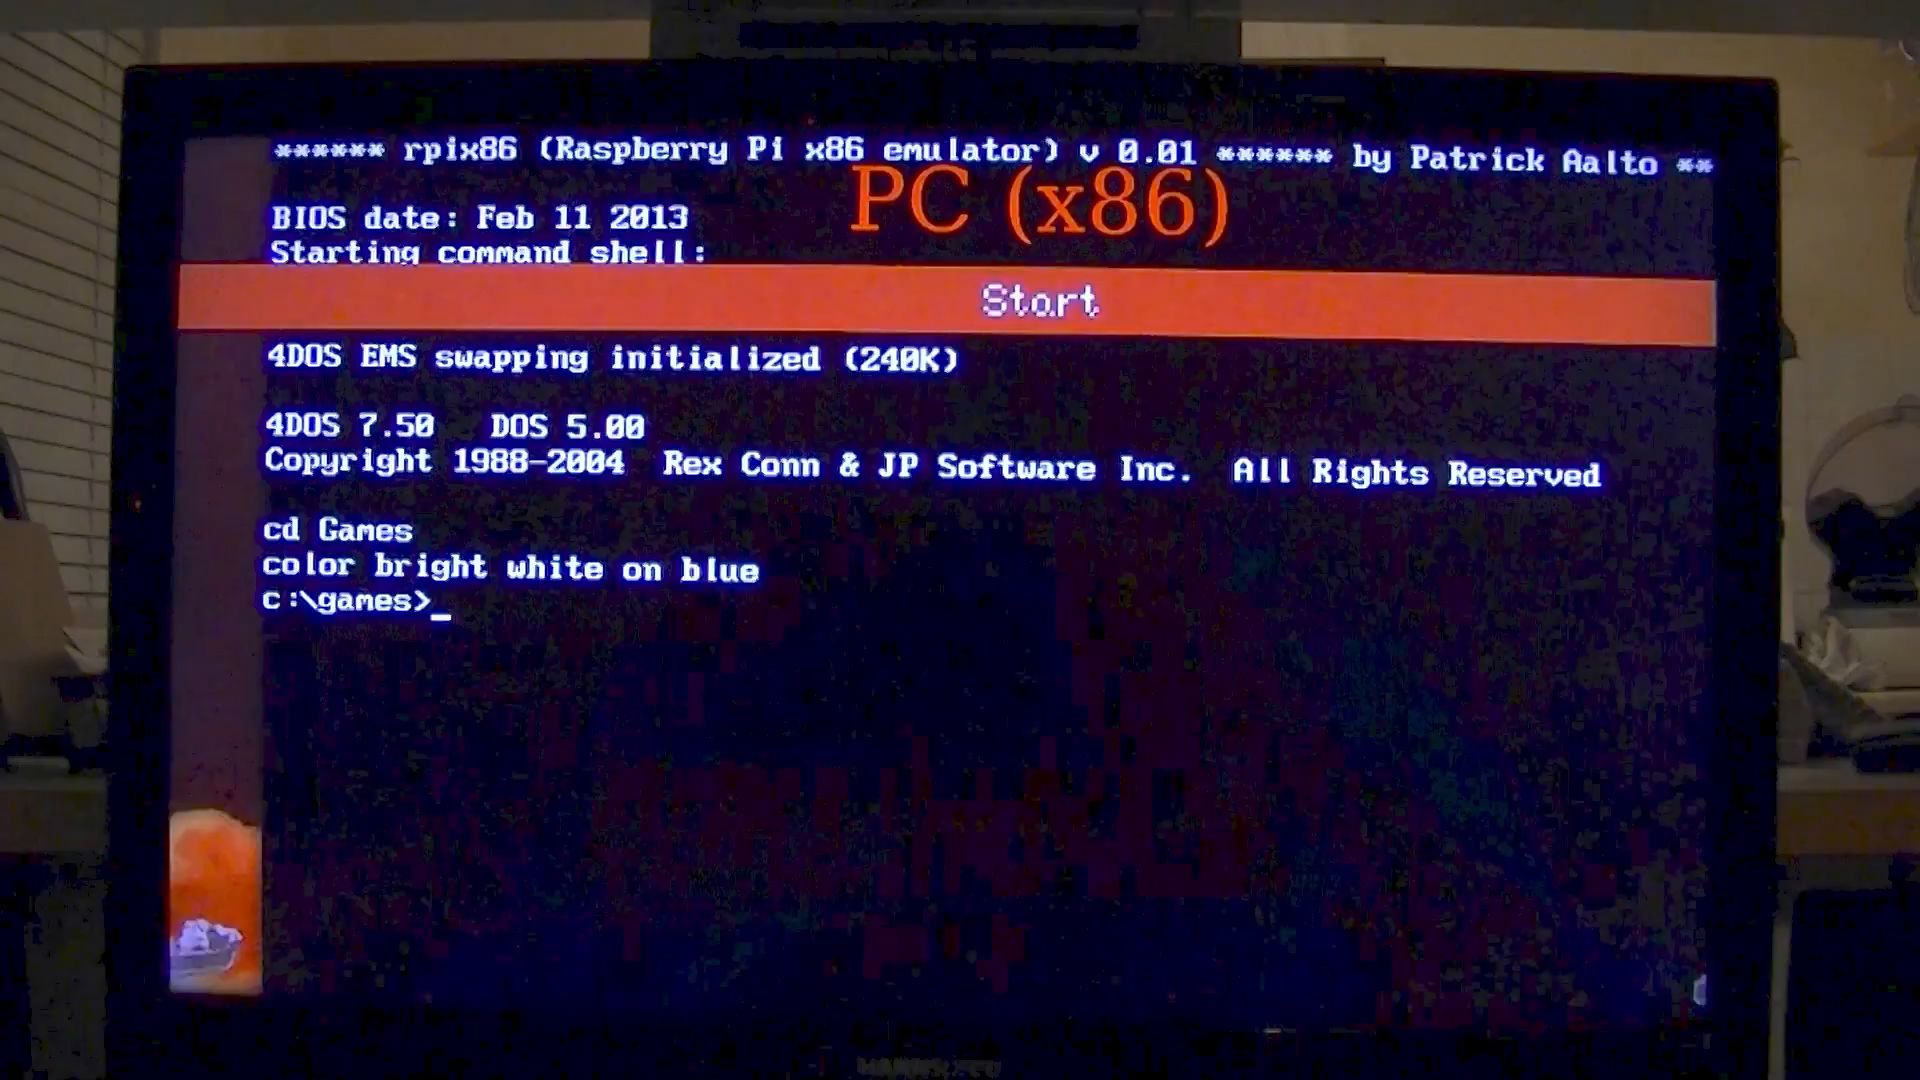 ****** rpix86 (Raspberry Pi x86 emulator) v 0.01 ****** by Patrick Aalto **
PC (x86)
BIOS date: Feb 11 2013
Starting command shell:
Start
4DOS EMS swapping initialized (240K)
4DOS 7.50 DOS 5.00
Copyright 1988-2004 Rex Conn & JP Software Inc. All Rights Reserved
cd Games
color bright white on blue
c:\games>_